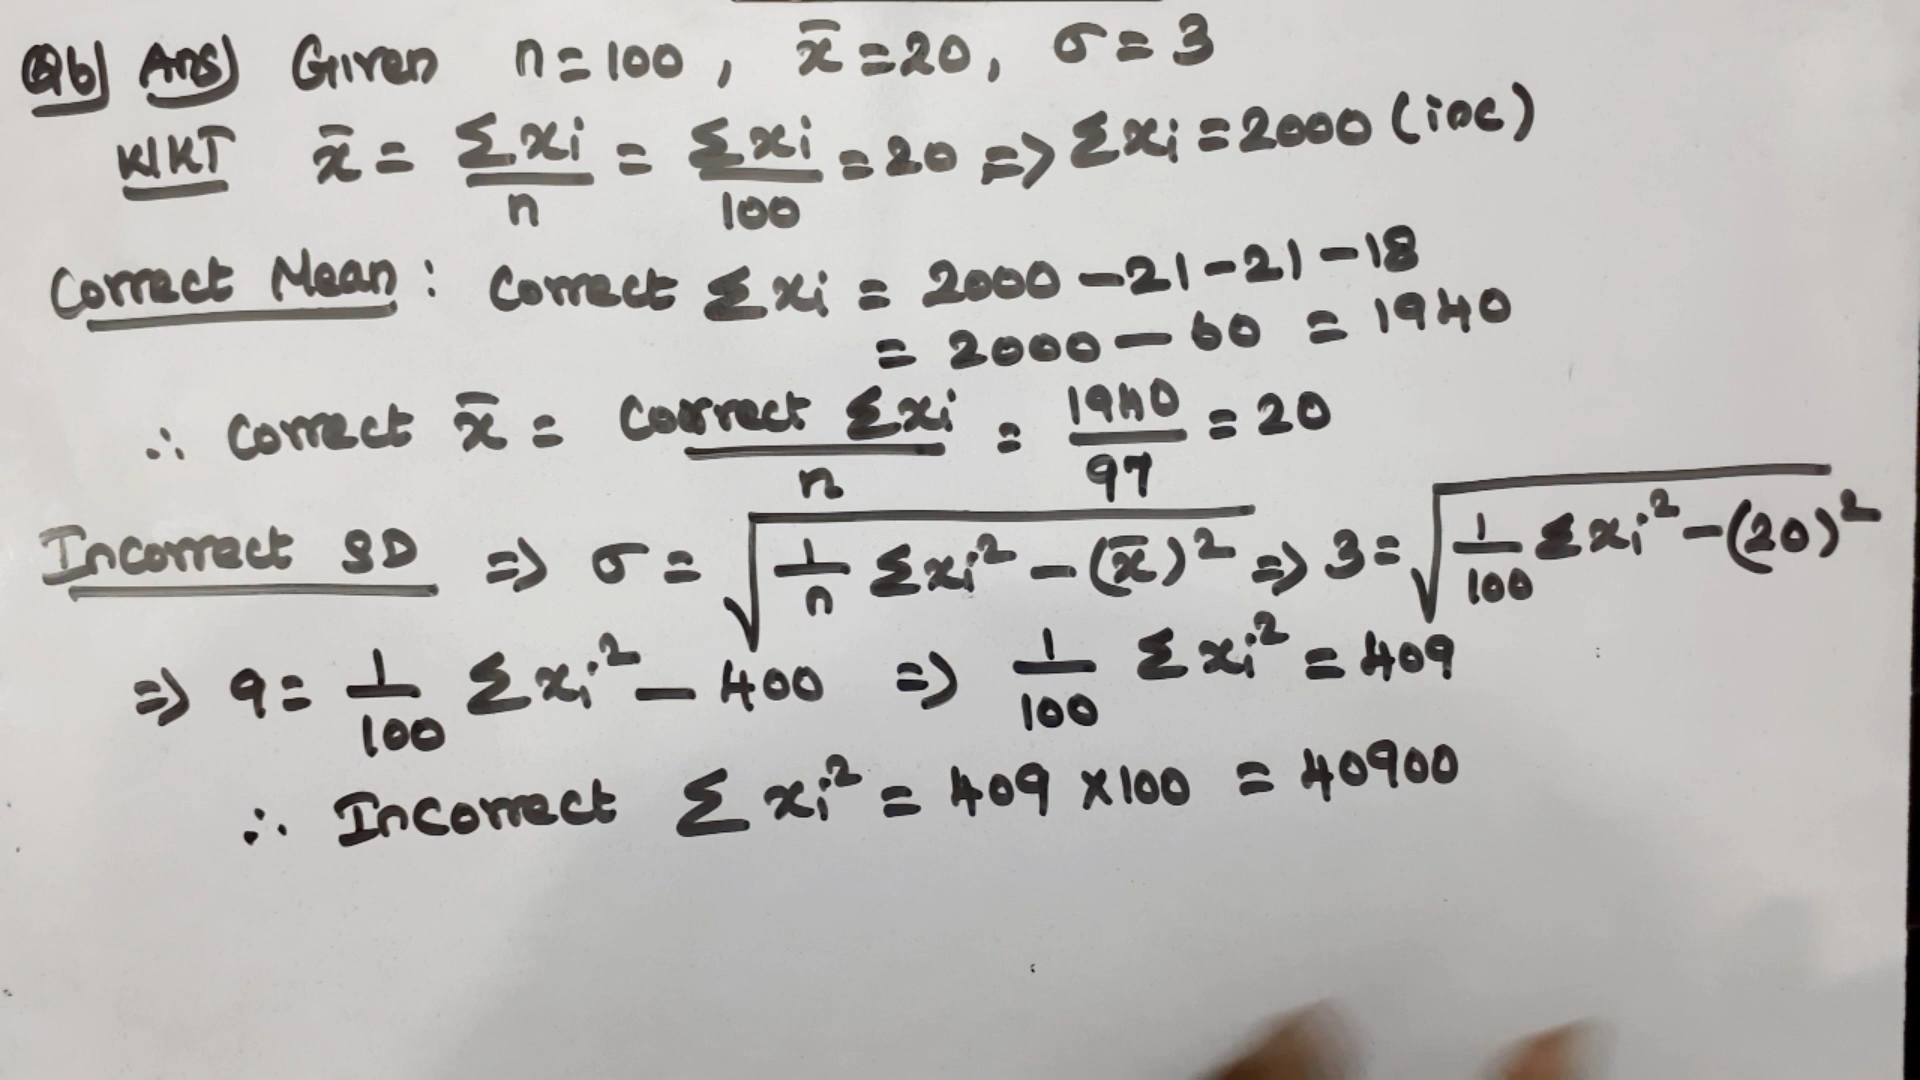 Q6) Ans) Given n=100, x̄=20, σ=3
WKT x̄ = Σxi/n = Σxi/100 = 20 => Σxi = 2000 (inc)
Correct Mean: Correct Σxi = 2000 - 21 - 21 - 18
= 2000 - 60 = 1940
∴ Correct x̄ = Correct Σxi/n = 1940/97 = 20
Incorrect SD => σ = √(1/n Σxi² - (x̄)²) => 3 = √(1/100 Σxi² - (20)²)
=> 9 = 1/100 Σxi² - 400 => 1/100 Σxi² = 409
∴ Incorrect Σxi² = 409 × 100 = 40900